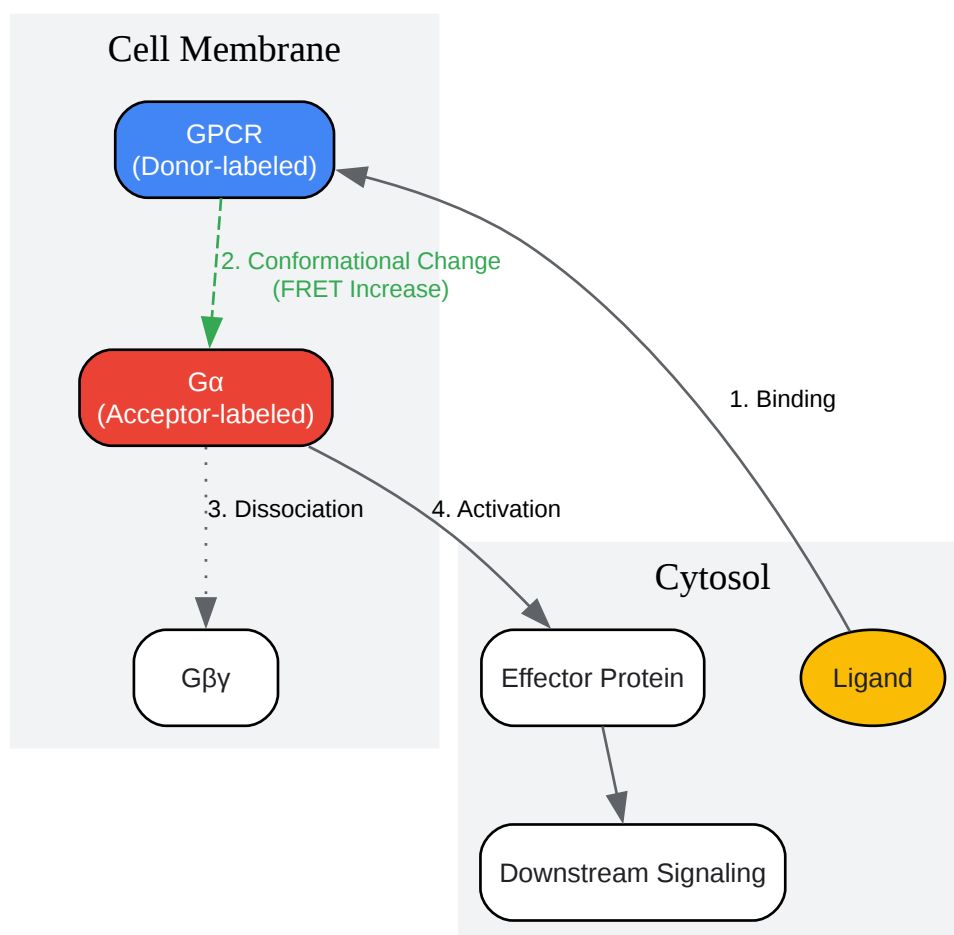 Cell Membrane
GPCR
(Donor-labeled)
2. Conformational Change
(FRET Increase)
Gα
(Acceptor-labeled)
1. Binding
3. Dissociation
4. Activation
Cytosol
Gβγ
Effector Protein
Ligand
Downstream Signaling